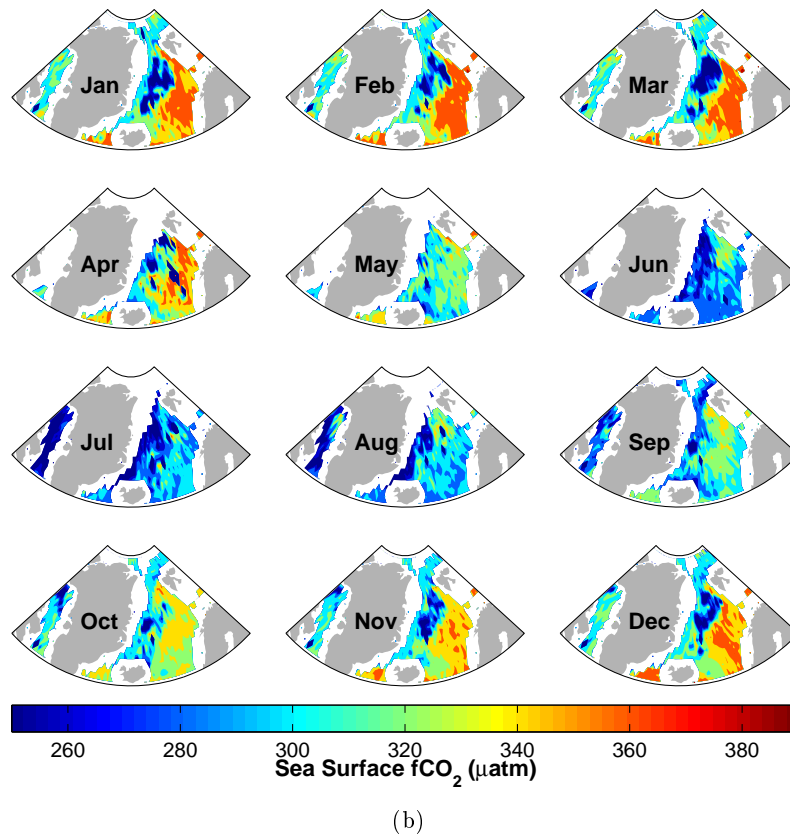 Jan Feb Mar
Apr May Jun
Jul Aug Sep
Oct Nov Dec
260 280 300 320 340 360 380
Sea Surface fCO₂ (μatm)
(b)